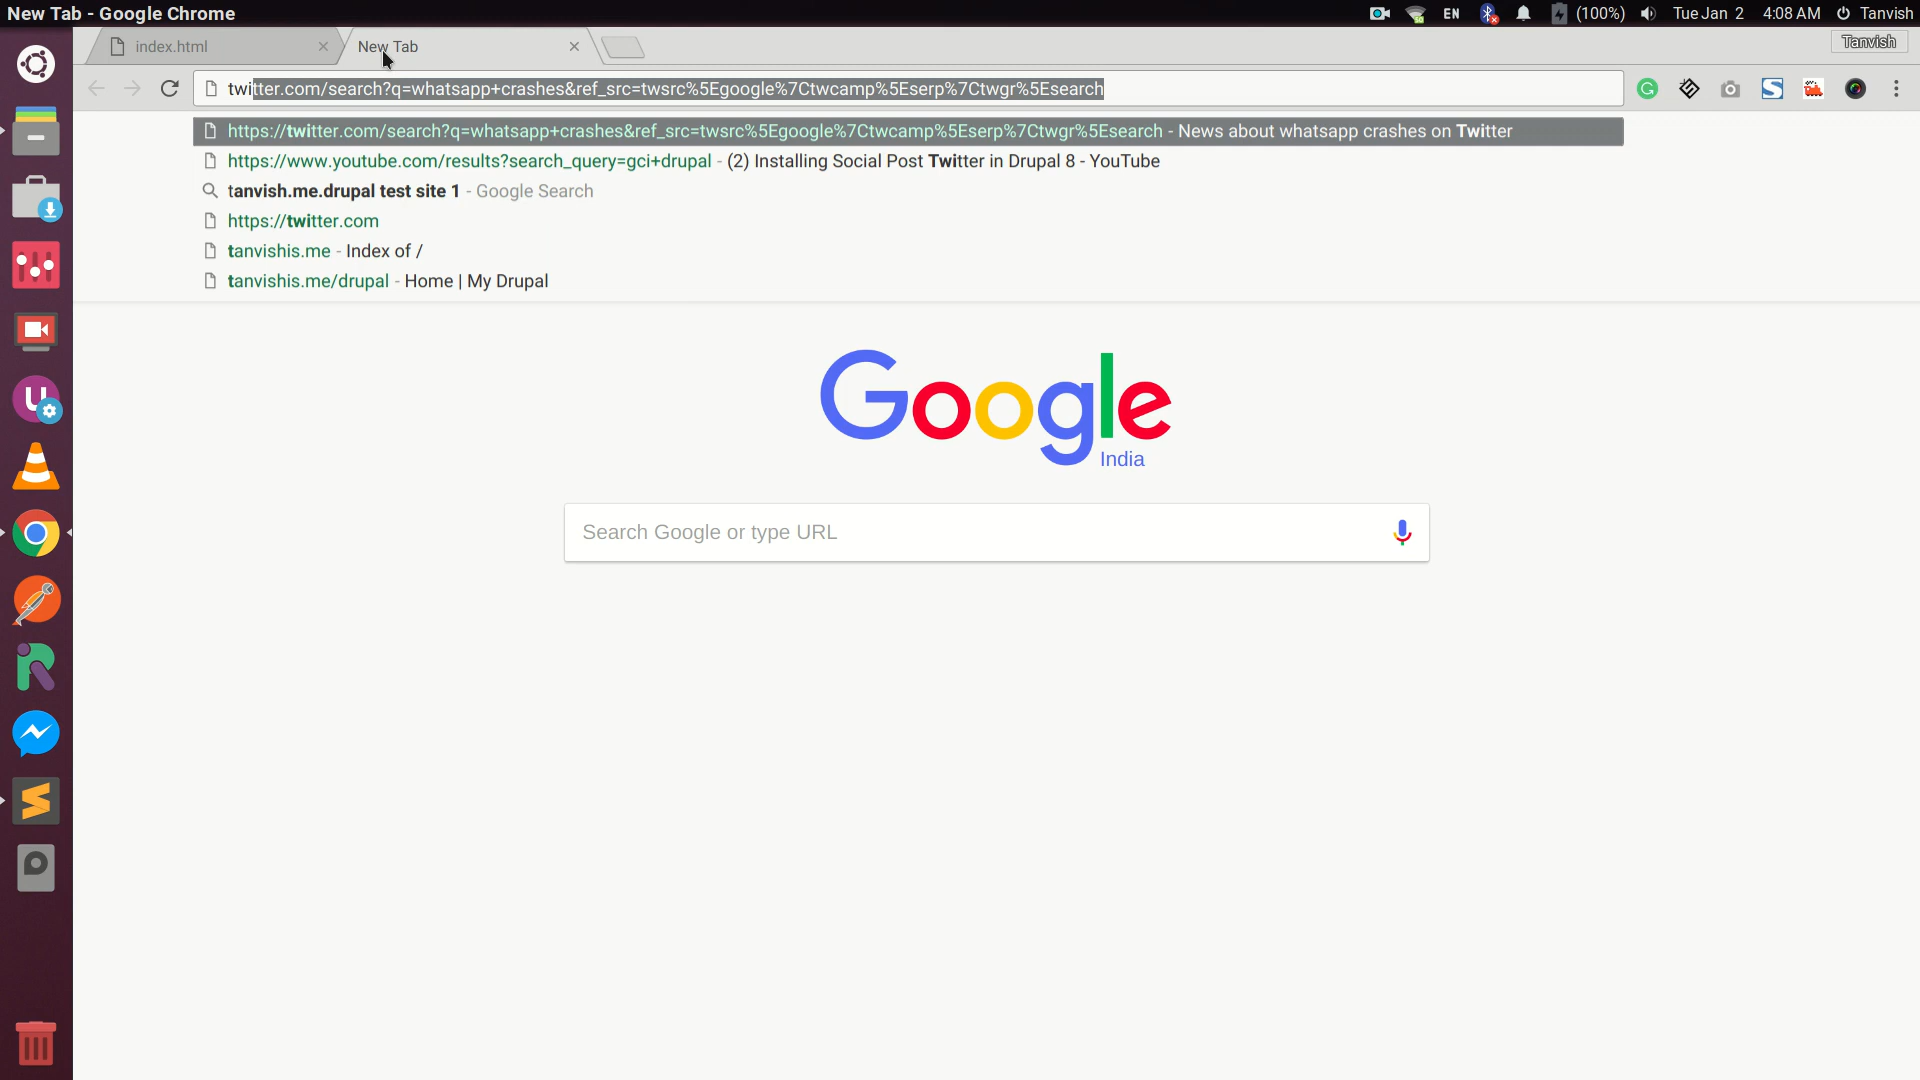 New Tab - Google Chrome
EN
(100%)
Tue Jan 2
4:08 AM
Tanvish
index.html
New Tab
Tanvish
twitter.com/search?q=whatsapp+crashes&ref_src=twsrc%5Egoogle%7Ctwcamp%5Eserp%7Ctwgr%5Esearch
https://twitter.com/search?q=whatsapp+crashes&ref_src=twsrc%5Egoogle%7Ctwcamp%5Eserp%7Ctwgr%5Esearch - News about whatsapp crashes on Twitter
https://www.youtube.com/results?search_query=gci+drupal - (2) Installing Social Post Twitter in Drupal 8 - YouTube
tanvish.me.drupal test site 1 - Google Search
https://twitter.com
tanvishis.me - Index of /
tanvishis.me/drupal - Home | My Drupal
Google
India
Search Google or type URL